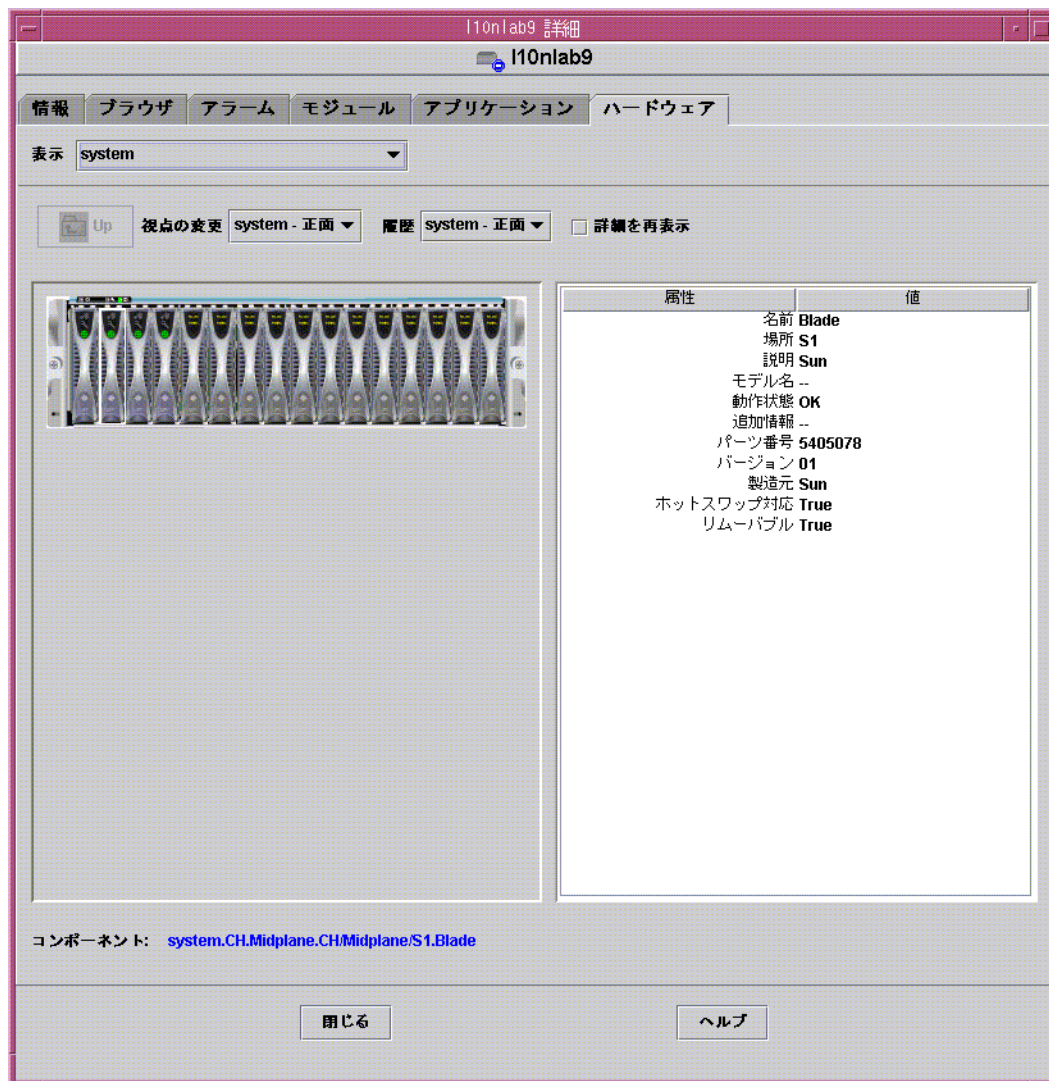 l10nlab9 詳細
l10nlab9
情報 ブラウザ アラーム モジュール アプリケーション ハードウェア
表示 system
Up 視点の変更 system - 正面 履歴 system - 正面 詳細を再表示
属性 値
名前 Blade
場所 S1
説明 Sun
モデル名 --
動作状態 OK
追加情報 --
パーツ番号 5405078
バージョン 01
製造元 Sun
ホットスワップ対応 True
リムーバブル True
コンポーネント: system.CH.Midplane.CH/Midplane/S1.Blade
閉じる ヘルプ